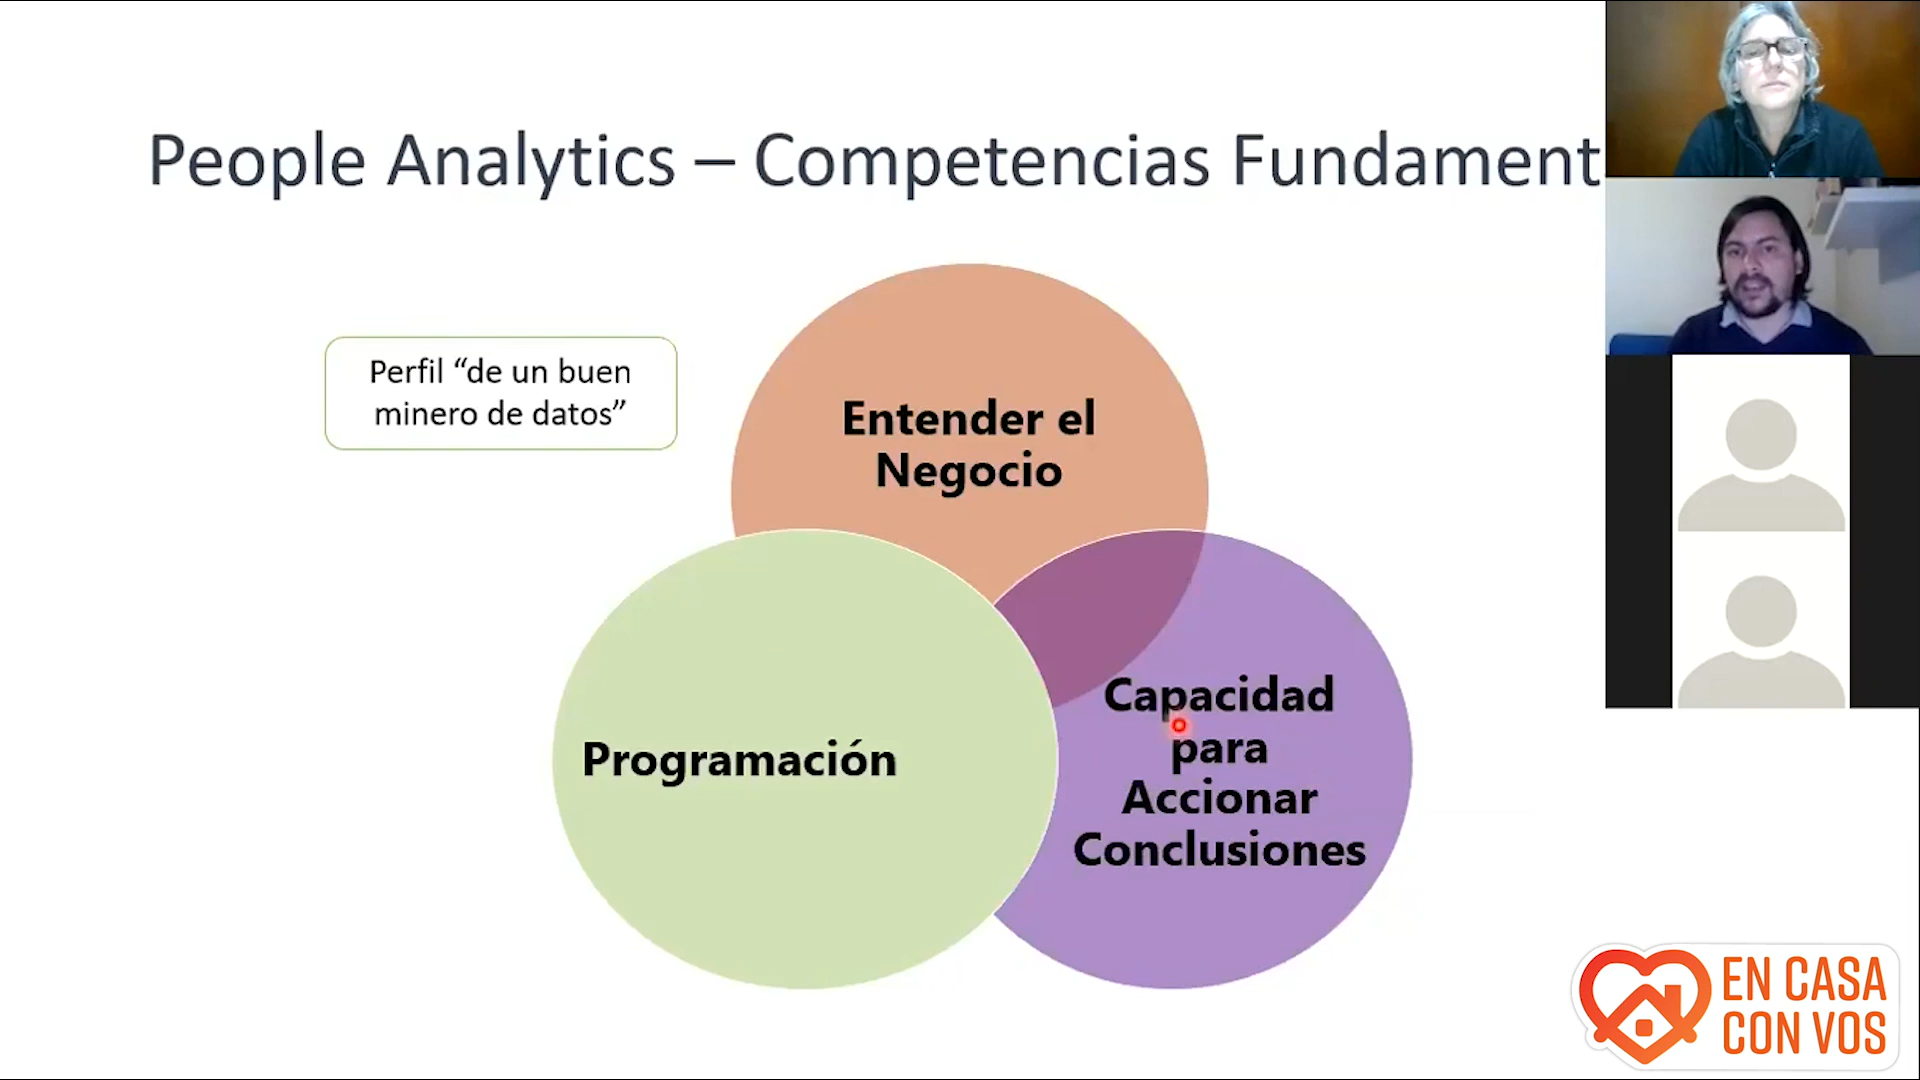 People Analytics – Competencias Fundament
Perfil “de un buen
minero de datos”
Entender el
Negocio
Programación
Capacidad
para
Accionar
Conclusiones
EN CASA
CON VOS